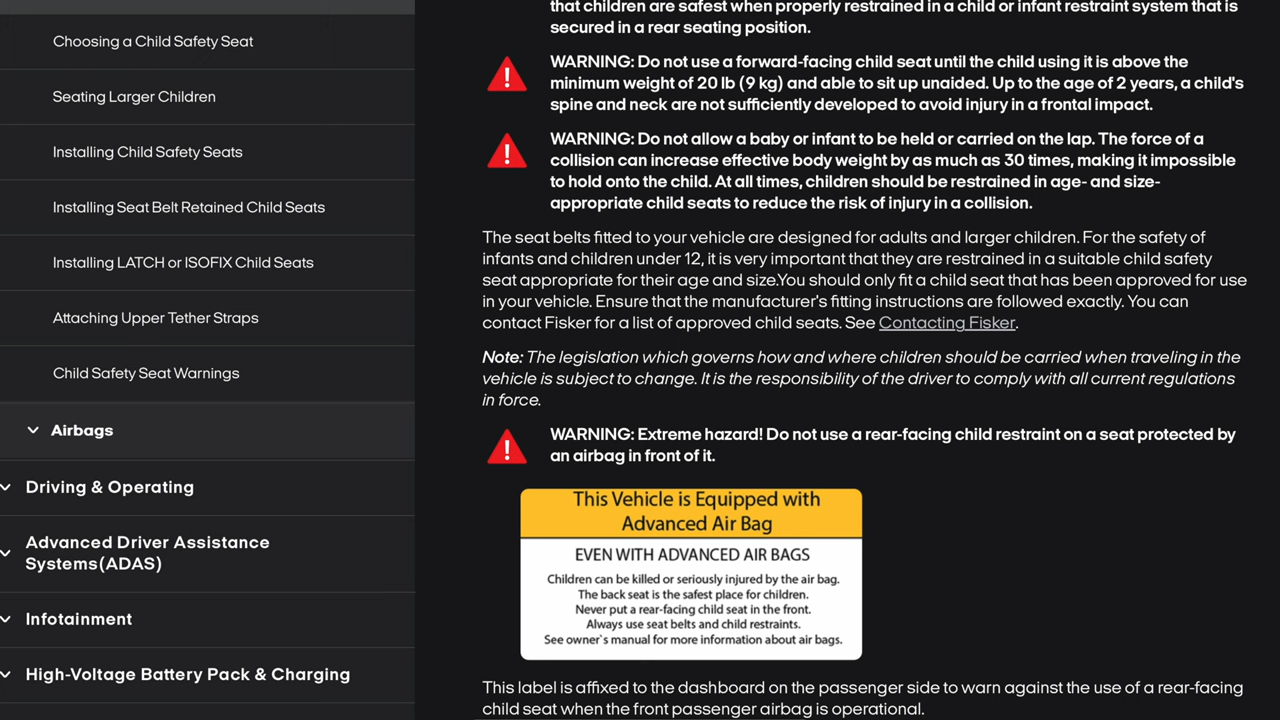 Choosing a Child Safety Seat
Seating Larger Children
Installing Child Safety Seats
Installing Seat Belt Retained Child Seats
Installing LATCH or ISOFIX Child Seats
Attaching Upper Tether Straps
Child Safety Seat Warnings
Airbags
Driving & Operating
Advanced Driver Assistance
Systems(ADAS)
Infotainment
High-Voltage Battery Pack & Charging
that children are safest when properly restrained in a child or infant restraint system that is
secured in a rear seating position.
WARNING: Do not use a forward-facing child seat until the child using it is above the
minimum weight of 20 lb (9 kg) and able to sit up unaided. Up to the age of 2 years, a child's
spine and neck are not sufficiently developed to avoid injury in a frontal impact.
WARNING: Do not allow a baby or infant to be held or carried on the lap. The force of a
collision can increase effective body weight by as much as 30 times, making it impossible
to hold onto the child. At all times, children should be restrained in age- and size-
appropriate child seats to reduce the risk of injury in a collision.
The seat belts fitted to your vehicle are designed for adults and larger children. For the safety of
infants and children under 12, it is very important that they are restrained in a suitable child safety
seat appropriate for their age and size.You should only fit a child seat that has been approved for use
in your vehicle. Ensure that the manufacturer's fitting instructions are followed exactly. You can
contact Fisker for a list of approved child seats. See Contacting Fisker.
Note: The legislation which governs how and where children should be carried when traveling in the
vehicle is subject to change. It is the responsibility of the driver to comply with all current regulations
in force.
WARNING: Extreme hazard! Do not use a rear-facing child restraint on a seat protected by
an airbag in front of it.
This Vehicle is Equipped with
Advanced Air Bag
EVEN WITH ADVANCED AIR BAGS
Children can be killed or seriously injured by the air bag.
The back seat is the safest place for children.
Never put a rear-facing child seat in the front.
Always use seat belts and child restraints.
See owner`s manual for more information about air bags.
This label is affixed to the dashboard on the passenger side to warn against the use of a rear-facing
child seat when the front passenger airbag is operational.